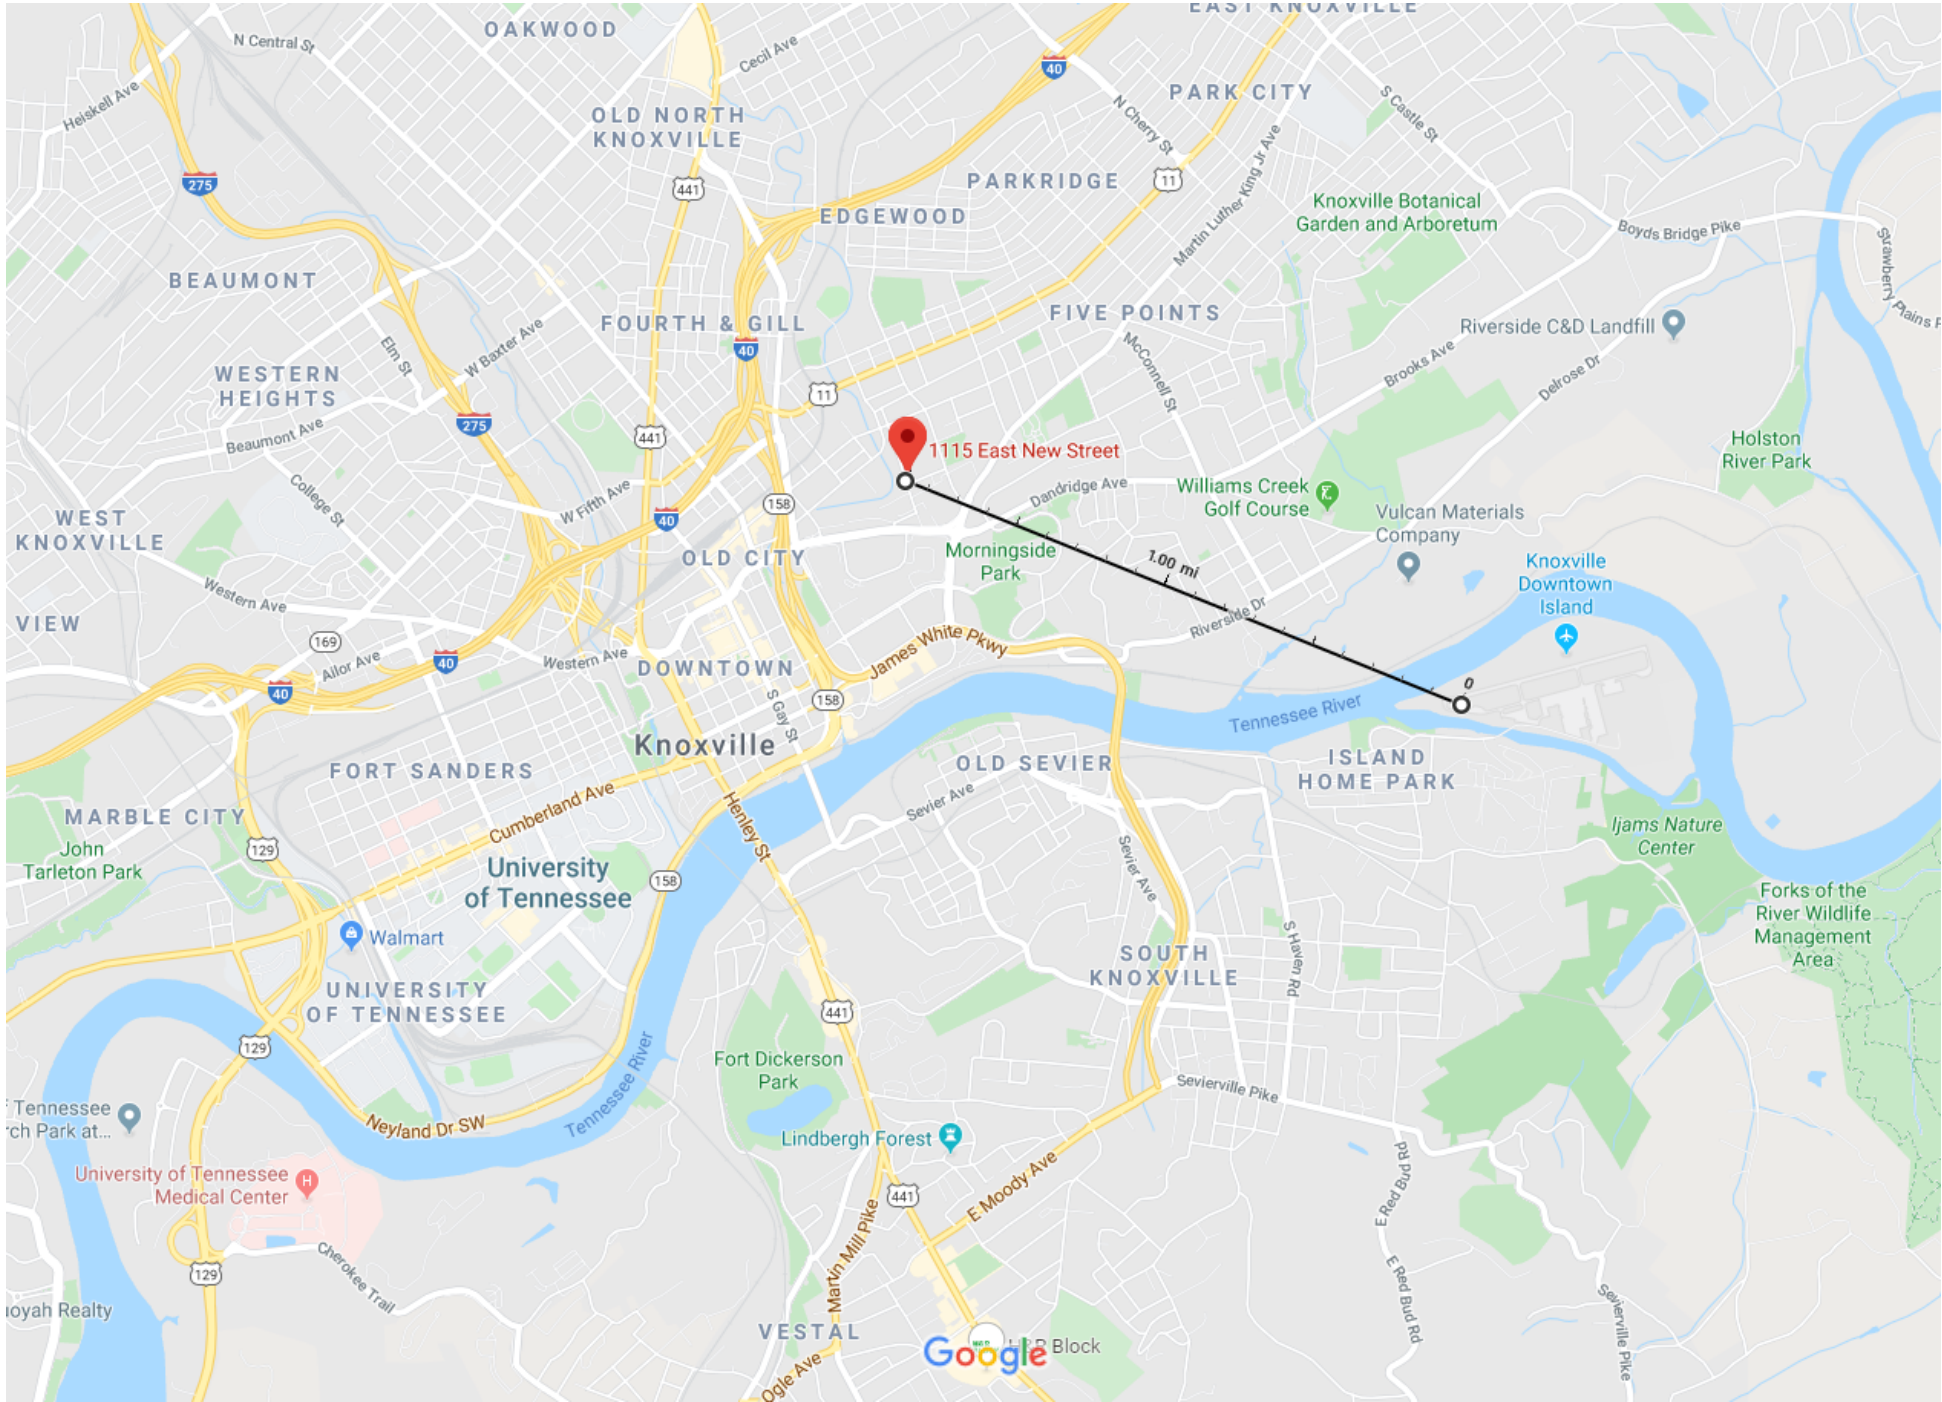 EAST KNOXVILLE
OAKWOOD
N Central St
Cecil Ave
40
PARK CITY
Heiskell Ave
OLD NORTH
KNOXVILLE
N Cherry St
S Castle St
275
441
PARKRIDGE
11
Martin Luther King Jr Ave
Knoxville Botanical
Garden and Arboretum
EDGEWOOD
Boyds Bridge Pike
Strawberry Plains P
BEAUMONT
FOURTH & GILL
FIVE POINTS
Riverside C&D Landfill
Elm St
W Baxter Ave
40
McConnell St
Brooks Ave
Delrose Dr
WESTERN
HEIGHTS
11
275
Beaumont Ave
441
1115 East New Street
Holston
River Park
College St
W Fifth Ave
158
Dandridge Ave
Williams Creek
Golf Course
WEST
KNOXVILLE
40
Vulcan Materials
Company
OLD CITY
Morningside
Park
1.00 mi
Knoxville
Downtown
Island
Western Ave
VIEW
169
Ailor Ave
40
Western Ave
Riverside Dr
James White Pkwy
DOWNTOWN
40
158
S Gay St
0
Tennessee River
Knoxville
FORT SANDERS
OLD SEVIER
ISLAND
HOME PARK
MARBLE CITY
Cumberland Ave
Henley St
Sevier Ave
Ijams Nature
Center
129
John
Tarleton Park
University
of Tennessee
158
Sevier Ave
Forks of the
River Wildlife
Management
Area
Walmart
S Haven Rd
SOUTH
KNOXVILLE
UNIVERSITY
OF TENNESSEE
441
129
Tennessee River
Fort Dickerson
Park
Sevierville Pike
Tennessee
rch Park at...
Neyland Dr SW
Lindbergh Forest
University of Tennessee
Medical Center
H
E Moody Ave
E Red Bud Rd
441
Martin Mill Pike
Cherokee Trail
129
E Red Bud Rd
Sevierville Pike
uoyah Realty
VESTAL
H&R Block
Google
Ogle Ave